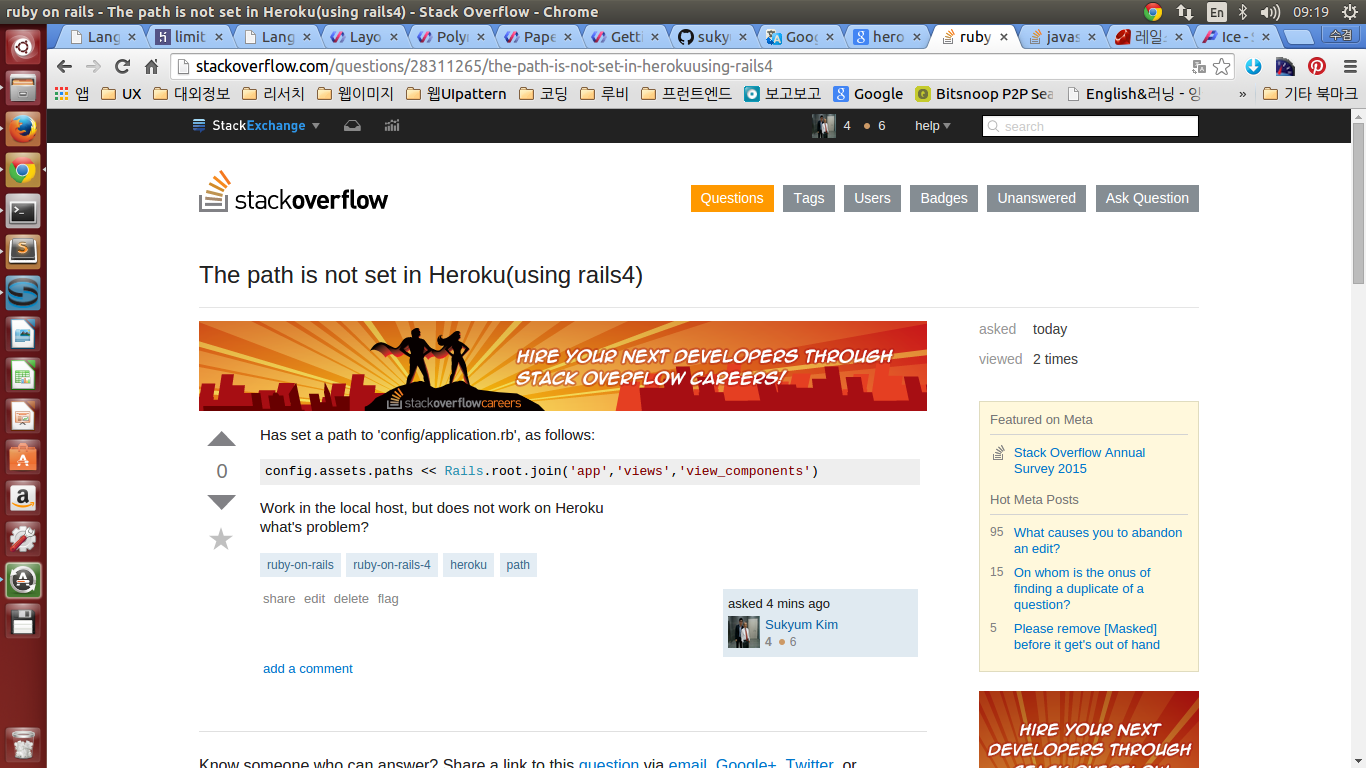 ruby on rails - The path is not set in Heroku(using rails4) - Stack Overflow - Chrome
En
09:19
Lang
limit
Lang
Layo
Poly
Pape
Getti
suky
Goog
hero
ruby
javas
레일
Ice -
수겸
stackoverflow.com/questions/28311265/the-path-is-not-set-in-herokuusing-rails4
앱 UX 대외정보 리서치 웹이미지 웹UIpattern 코딩 루비 프런트엔드 보고보고 Google Bitsnoop P2P Sea English&러닝 - 잉 » 기타 북마크
StackExchange
4 6 help
search
stackoverflow
Questions Tags Users Badges Unanswered Ask Question
The path is not set in Heroku(using rails4)
HIRE YOUR NEXT DEVELOPERS THROUGH
STACK OVERFLOW CAREERS!
stackoverflowcareers
asked today
viewed 2 times
Has set a path to 'config/application.rb', as follows:
0
config.assets.paths << Rails.root.join('app','views','view_components')
Work in the local host, but does not work on Heroku
what's problem?
ruby-on-rails ruby-on-rails-4 heroku path
share edit delete flag
asked 4 mins ago
Sukyum Kim
4 6
add a comment
Featured on Meta
Stack Overflow Annual
Survey 2015
Hot Meta Posts
95 What causes you to abandon
an edit?
15 On whom is the onus of
finding a duplicate of a
question?
5 Please remove [Masked]
before it get's out of hand
HIRE YOUR NEXT
DEVELOPERS THROUGH
STACK OVERFLOW
Know someone who can answer? Share a link to this question via email, Google+, Twitter, or